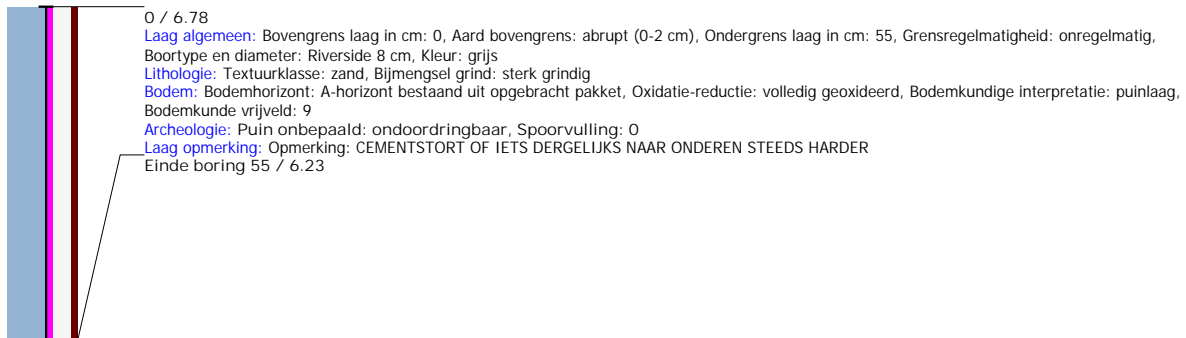 0 / 6.78
Laag algemeen: Bovengrens laag in cm: 0, Aard bovengrens: abrupt (0-2 cm), Ondergrens laag in cm: 55, Grensregelmatigheid: onregelmatig,
Boortype en diameter: Riverside 8 cm, Kleur: grijs
Lithologie: Textuurklasse: zand, Bijmengsel grind: sterk grindig
Bodem: Bodemhorizont: A-horizont bestaand uit opgebracht pakket, Oxidatie-reductie: volledig geoxideerd, Bodemkundige interpretatie: puinlaag,
Bodemkunde vrijveld: 9
Archeologie: Puin onbepaald: ondoordringbaar, Spoorvulling: 0
Laag opmerking: Opmerking: CEMENTSTORT OF IETS DERGELIJKS NAAR ONDEREN STEEDS HARDER
Einde boring 55 / 6.23